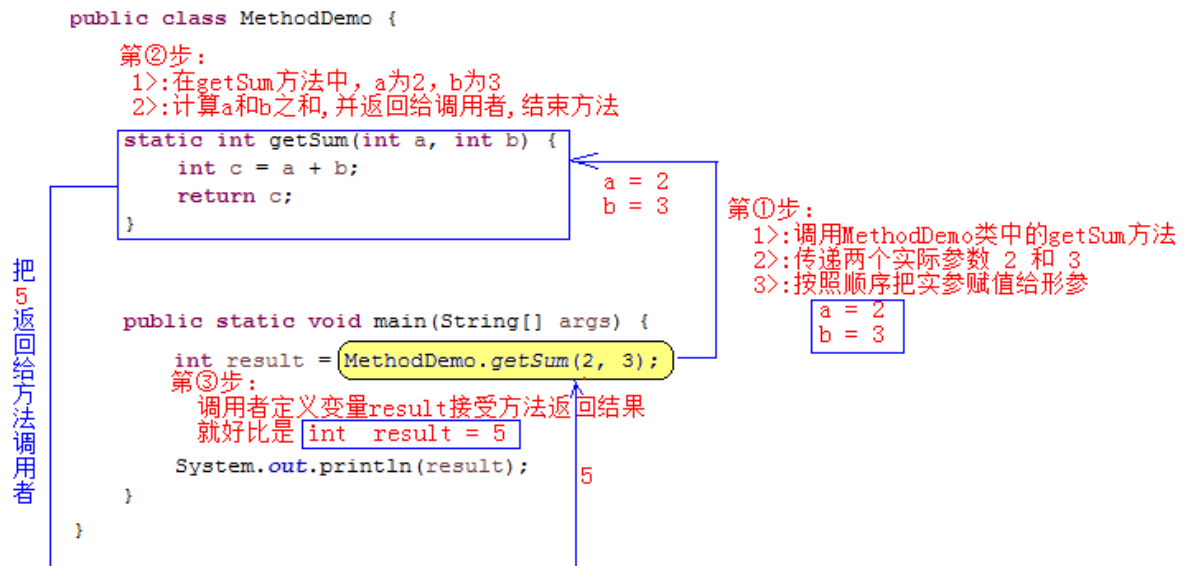 public class MethodDemo {
第②步:
1>:在getSum方法中, a为2, b为3
2>:计算a和b之和,并返回给调用者,结束方法
static int getSum(int a, int b) {
int c = a + b;
return c;
}
a = 2
b = 3
第①步:
1>:调用MethodDemo类中的getSum方法
2>:传递两个实际参数 2 和 3
3>:按照顺序把实参赋值给形参
a = 2
b = 3
把5返回给方法调用者
public static void main(String[] args) {
int result = MethodDemo.getSum(2, 3);
第③步:
调用者定义变量result接受方法返回结果
就好比是 int result = 5
System.out.println(result);
5
}
}